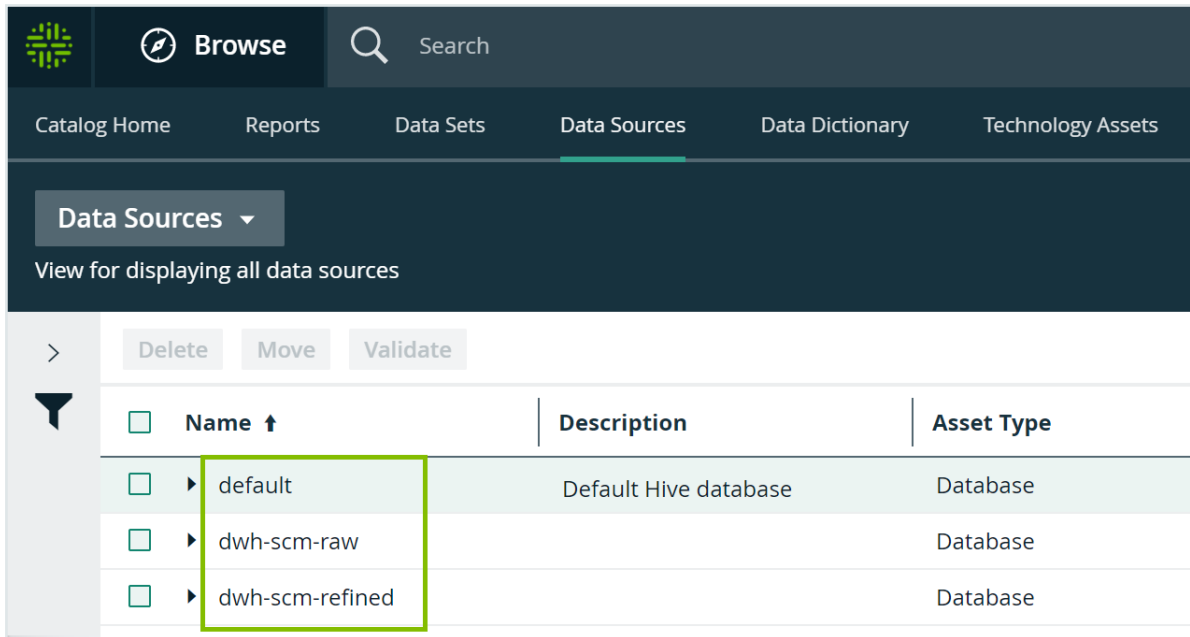 Browse Search
Catalog Home Reports Data Sets Data Sources Data Dictionary Technology Assets
Data Sources
View for displaying all data sources
Delete Move Validate
Name Description Asset Type
default Default Hive database Database
dwh-scm-raw Database
dwh-scm-refined Database